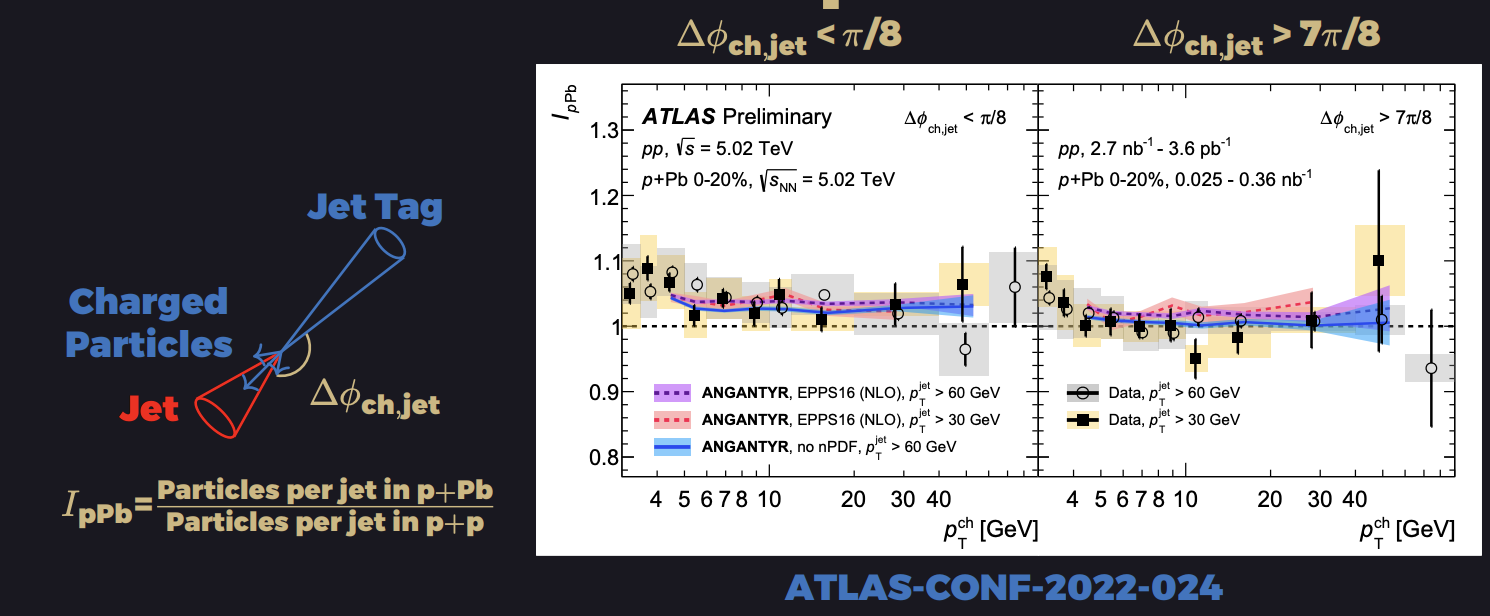 Δϕch,jet < π/8
Δϕch,jet > 7π/8
Jet Tag
Charged
Particles
Jet
Δϕch,jet
IpPb = Particles per jet in p+Pb
Particles per jet in p+p
IpPb
ATLAS Preliminary
Δϕch,jet < π/8
pp, √s = 5.02 TeV
p+Pb 0-20%, √sNN = 5.02 TeV
1.3
1.2
1.1
1
0.9
0.8
ANGANTYR, EPPS16 (NLO), pTjet > 60 GeV
ANGANTYR, EPPS16 (NLO), pTjet > 30 GeV
ANGANTYR, no nPDF, pTjet > 60 GeV
4 5 6 7 8 10 20 30 40
pTch [GeV]
Δϕch,jet > 7π/8
pp, 2.7 nb-1 - 3.6 pb-1
p+Pb 0-20%, 0.025 - 0.36 nb-1
Data, pTjet > 60 GeV
Data, pTjet > 30 GeV
4 5 6 7 8 10 20 30 40
pTch [GeV]
ATLAS-CONF-2022-024